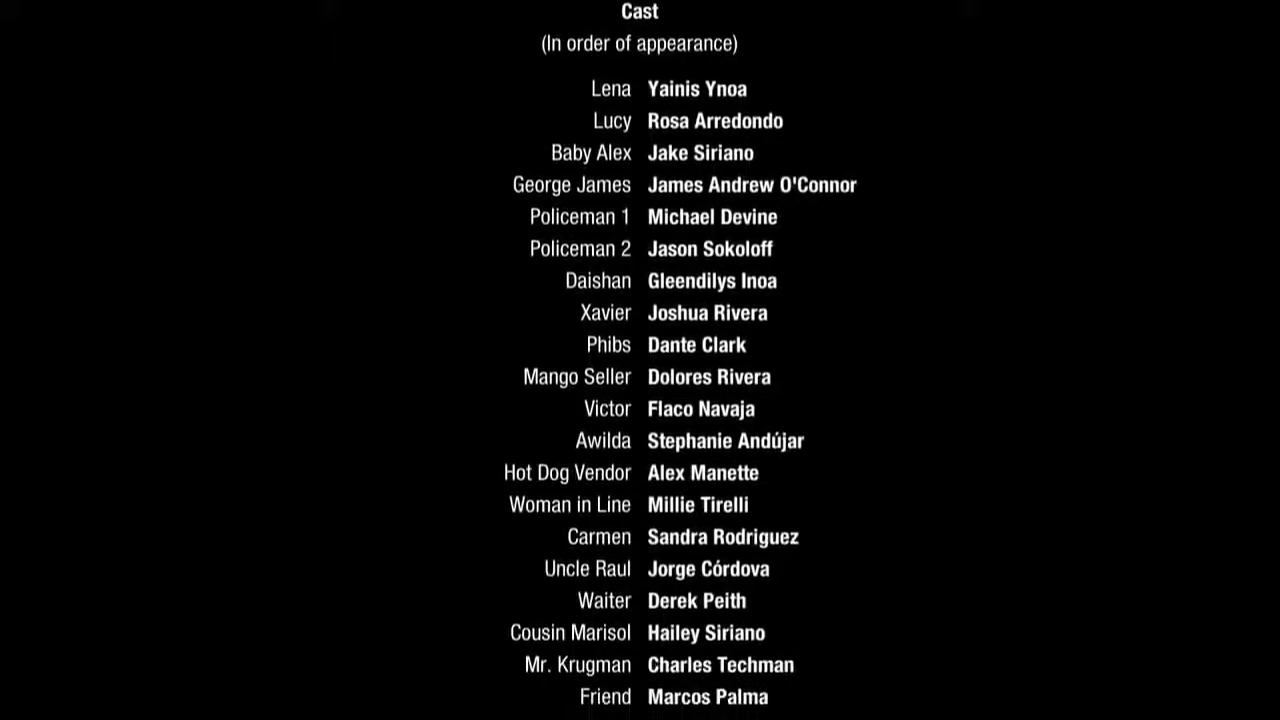 Cast
(In order of appearance)
Lena Yainis Ynoa
Lucy Rosa Arredondo
Baby Alex Jake Siriano
George James James Andrew O'Connor
Policeman 1 Michael Devine
Policeman 2 Jason Sokoloff
Daishan Gleendilys Inoa
Xavier Joshua Rivera
Phibs Dante Clark
Mango Seller Dolores Rivera
Victor Flaco Navaja
Awilda Stephanie Andújar
Hot Dog Vendor Alex Manette
Woman in Line Millie Tirelli
Carmen Sandra Rodriguez
Uncle Raul Jorge Córdova
Waiter Derek Peith
Cousin Marisol Hailey Siriano
Mr. Krugman Charles Techman
Friend Marcos Palma